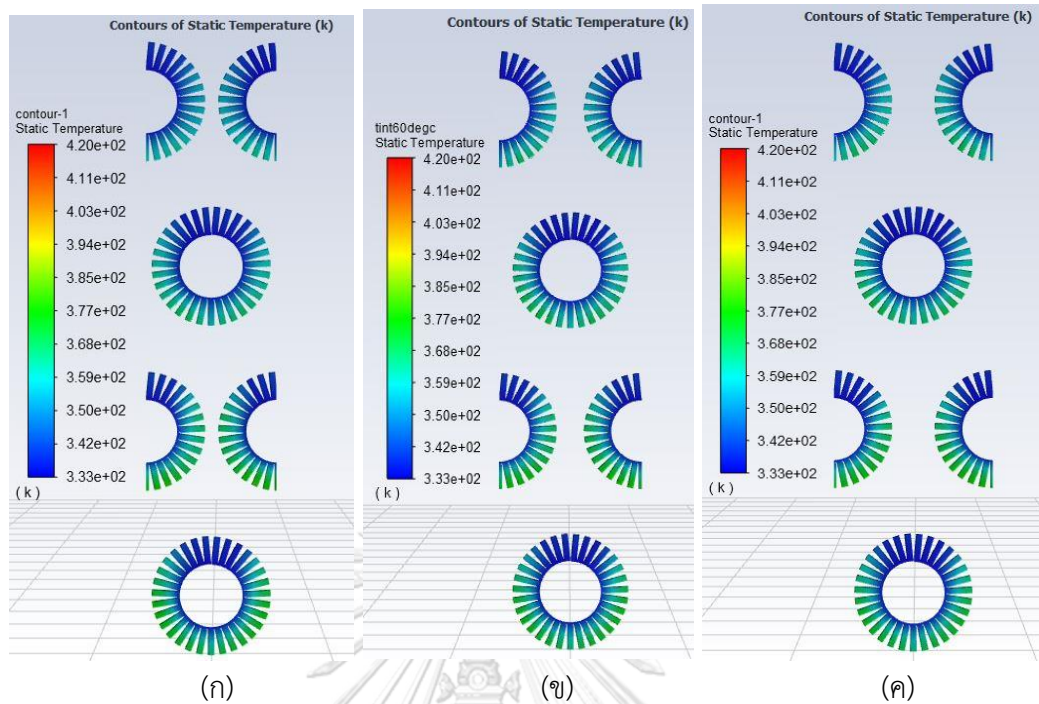 Contours of Static Temperature (k)
contour-1
Static Temperature
4.20e+02
4.11e+02
4.03e+02
3.94e+02
3.85e+02
3.77e+02
3.68e+02
3.59e+02
3.50e+02
3.42e+02
3.33e+02
( k )
(ก)
Contours of Static Temperature (k)
tint60degc
Static Temperature
4.20e+02
4.11e+02
4.03e+02
3.94e+02
3.85e+02
3.77e+02
3.68e+02
3.59e+02
3.50e+02
3.42e+02
3.33e+02
( k )
(ข)
Contours of Static Temperature (k)
contour-1
Static Temperature
4.20e+02
4.11e+02
4.03e+02
3.94e+02
3.85e+02
3.77e+02
3.68e+02
3.59e+02
3.50e+02
3.42e+02
3.33e+02
( k )
(ค)